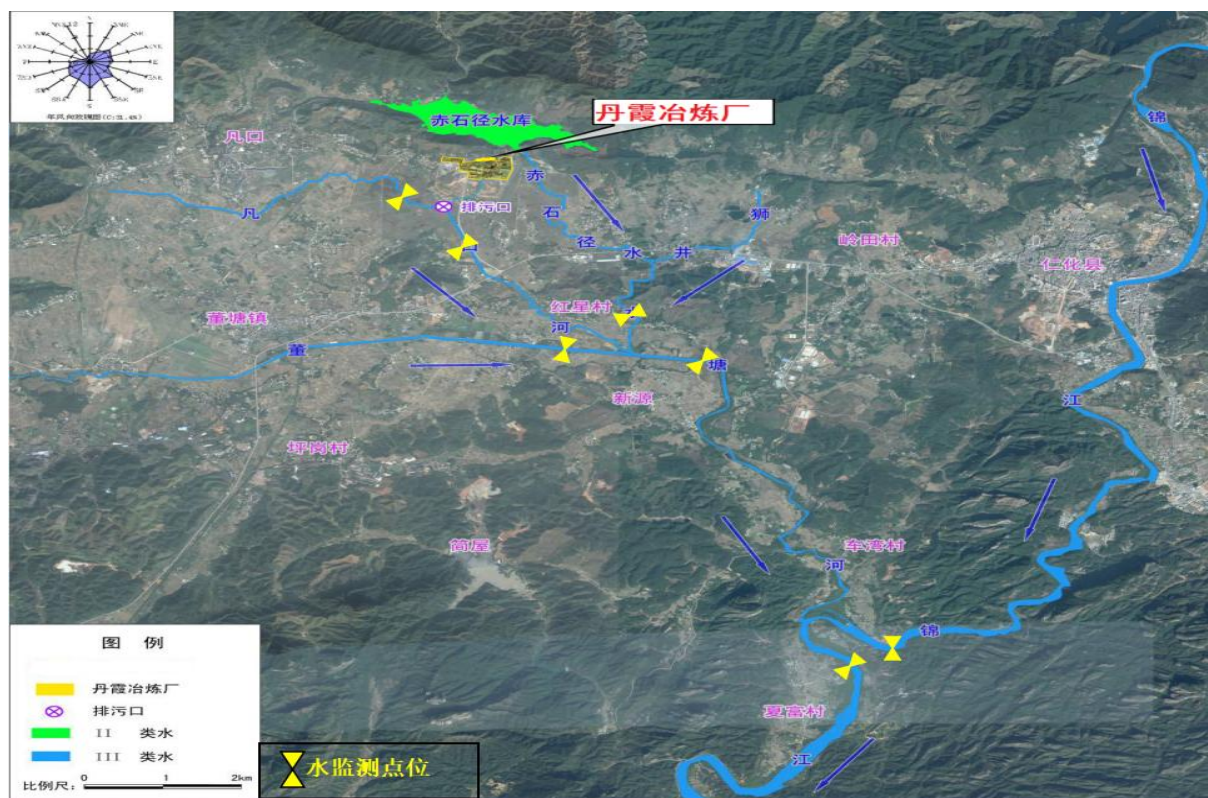 年风向玫瑰图(C:31.4%)
丹霞冶炼厂
赤石径水库
凡口
锦
赤
石
径
水
井
狮
排污口
凡
岭田村
仁化县
红星村
董塘镇
河
董
塘
新源
江
坪岗村
筒屋
车湾村
河
锦
夏富村
江
图 例
丹霞冶炼厂
排污口
II 类水
III 类水
比例尺:
0 1 2km
水监测点位